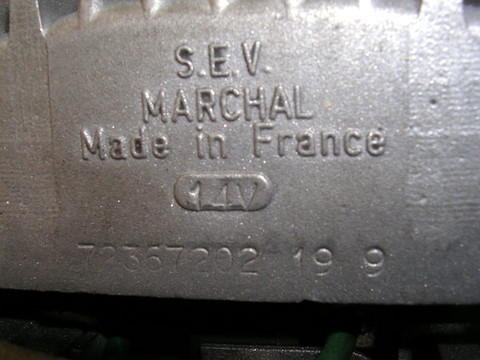 S.E.V.
MARCHAL
Made in France
14V
72357202 19 9